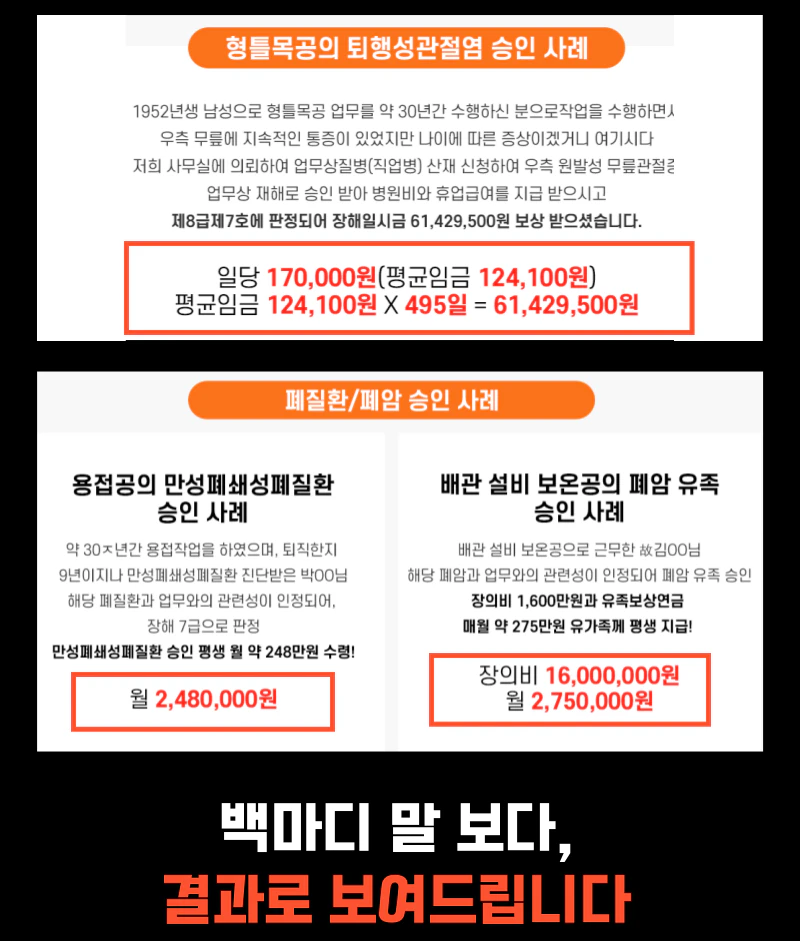 형틀목공의 퇴행성관절염 승인 사례
1952년생 남성으로 형틀목공 업무를 약 30년간 수행하신 분으로작업을 수행하면서
우측 무릎에 지속적인 통증이 있었지만 나이에 따른 증상이겠거니 여기시다
저희 사무실에 의뢰하여 업무상질병(직업병) 산재 신청하여 우측 원발성 무릎관절증
업무상 재해로 승인 받아 병원비와 휴업급여를 지급 받으시고
제8급제7호에 판정되어 장해일시금 61,429,500원 보상 받으셨습니다.
일당 170,000원(평균임금 124,100원)
평균임금 124,100원 X 495일 = 61,429,500원
폐질환/폐암 승인 사례
용접공의 만성폐쇄성폐질환
승인 사례
약 30ㅈ년간 용접작업을 하였으며, 퇴직한지
9년이지나 만성폐쇄성폐질환 진단받은 박OO님
해당 폐질환과 업무와의 관련성이 인정되어,
장해 7급으로 판정
만성폐쇄성폐질환 승인 평생 월 약 248만원 수령!
월 2,480,000원
배관 설비 보온공의 폐암 유족
승인 사례
배관 설비 보온공으로 근무한 故김OO님
해당 폐암과 업무와의 관련성이 인정되어 폐암 유족 승인
장의비 1,600만원과 유족보상연금
매월 약 275만원 유가족께 평생 지급!
장의비 16,000,000원
월 2,750,000원
백마디 말 보다,
결과로 보여드립니다